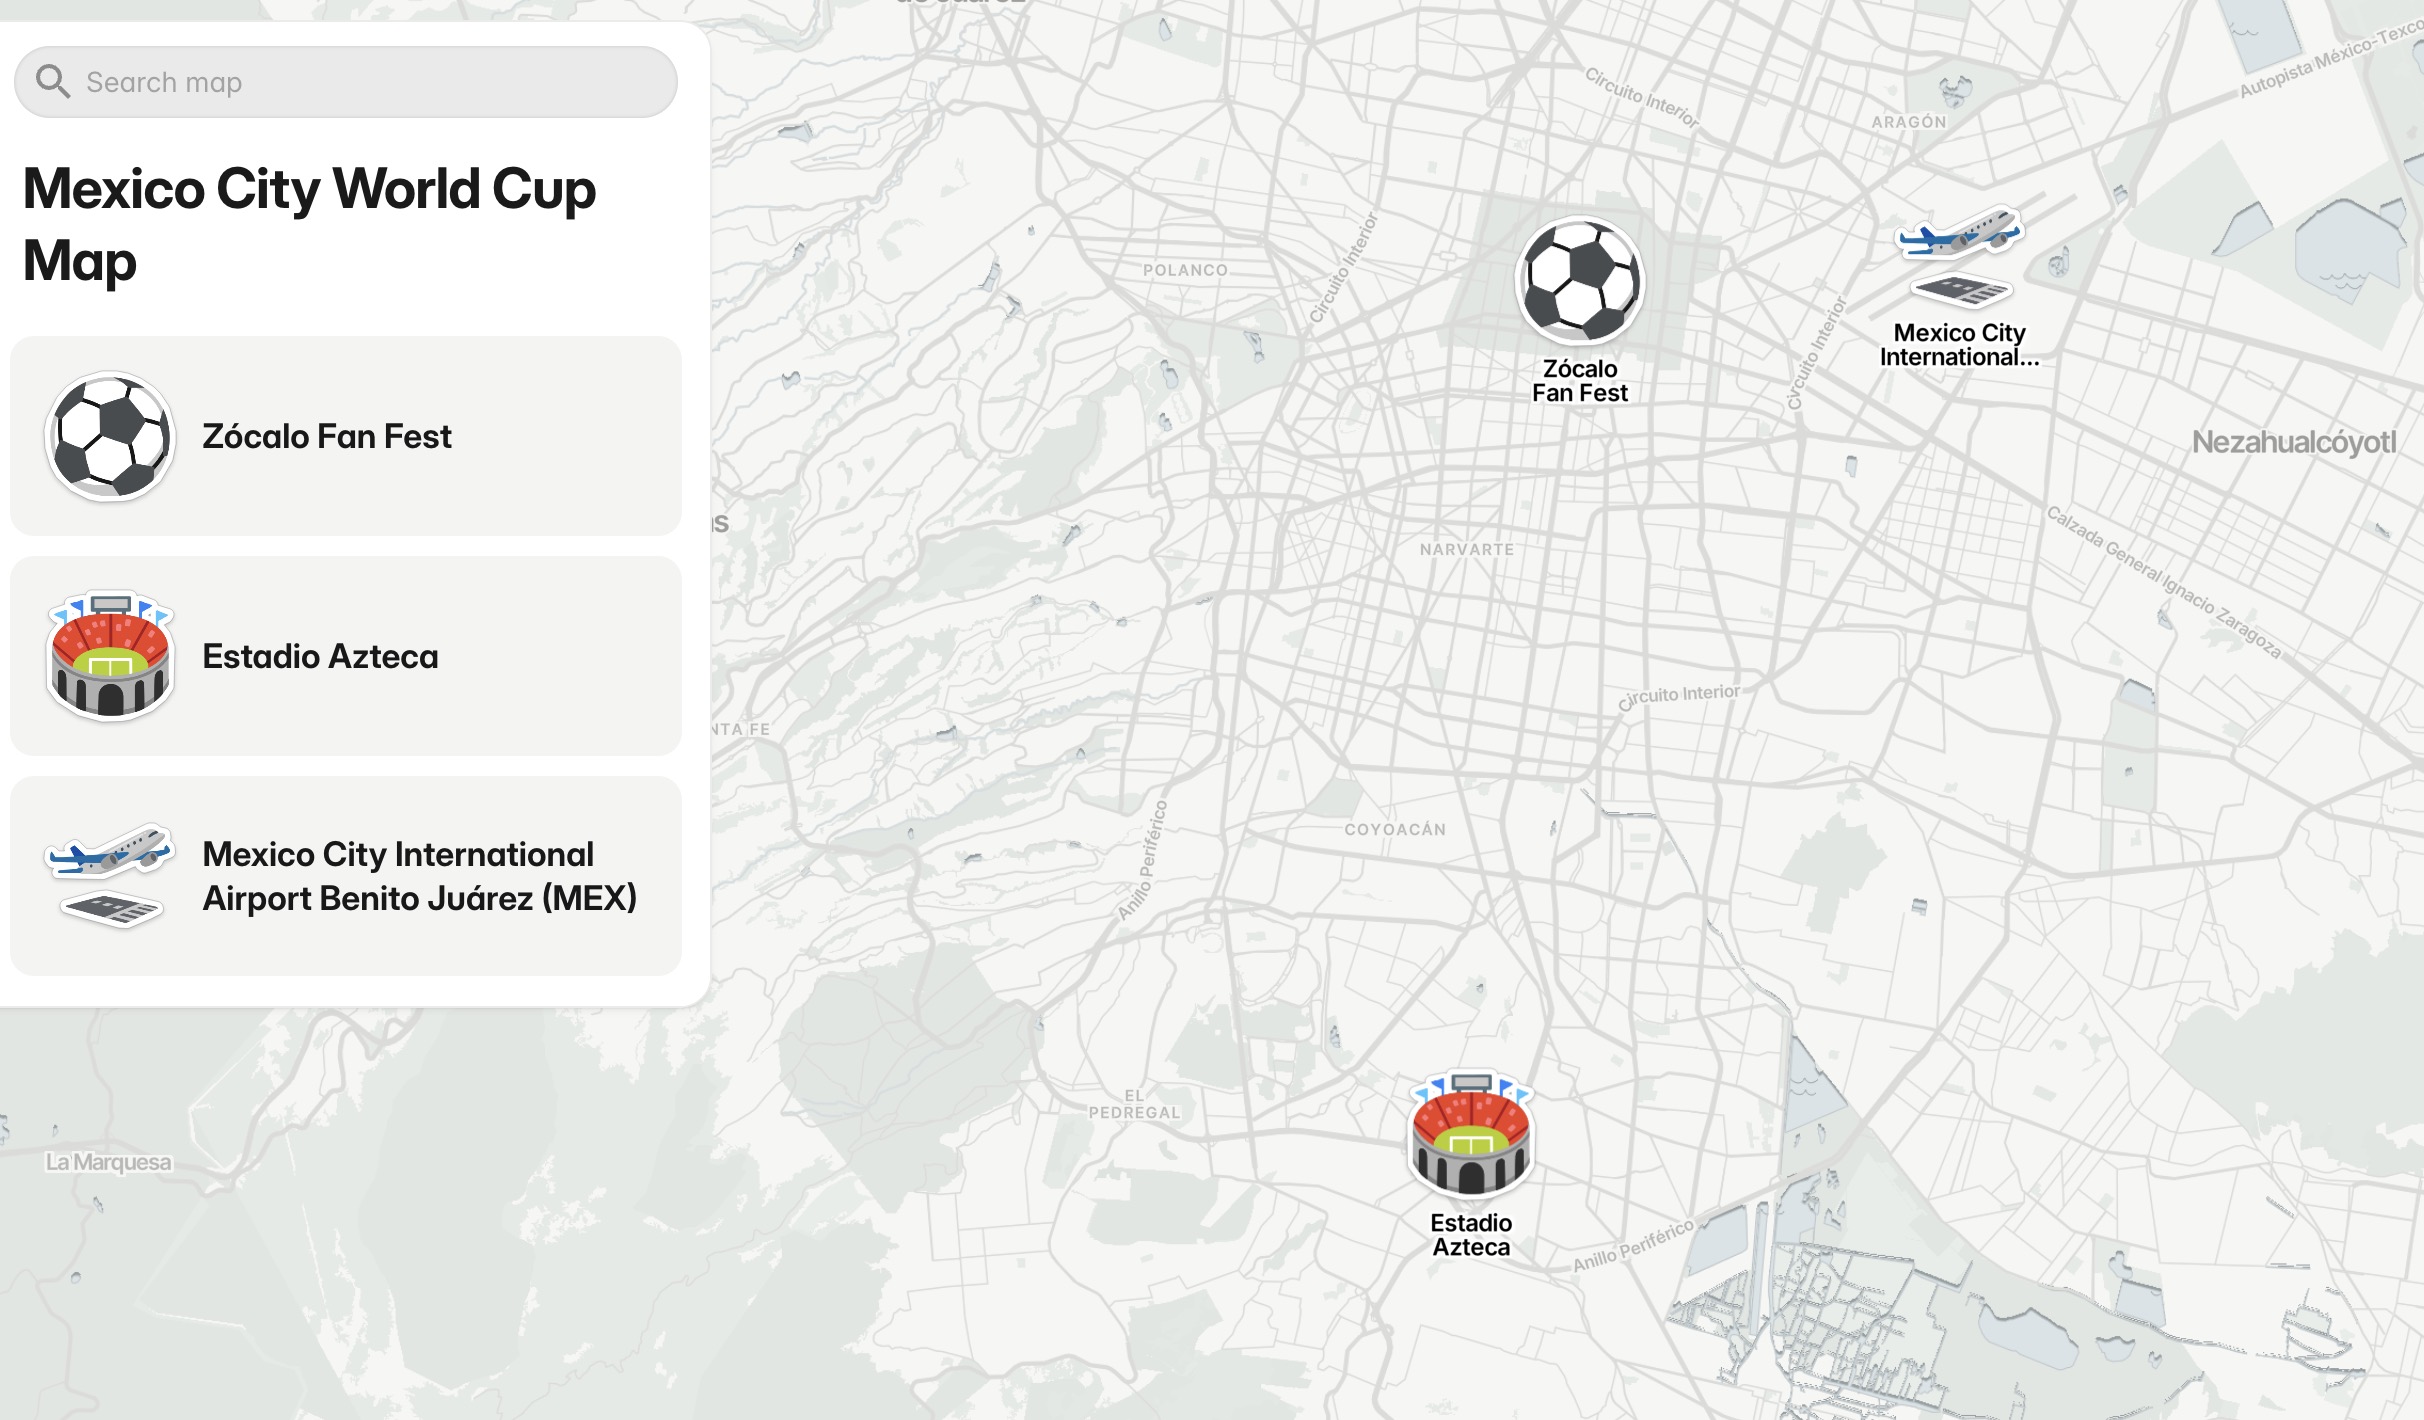 Search map
Mexico City World Cup
Map
Zócalo Fan Fest
Estadio Azteca
Mexico City International
Airport Benito Juárez (MEX)
Circuito Interior
ARAGÓN
Autopista México-Texco
POLANCO
Circuito Interior
Zócalo
Fan Fest
Mexico City
International...
Circuito Interior
Nezahualcóyotl
NARVARTE
Calzada General Ignacio Zaragoza
Circuito Interior
NTA FE
COYOACÁN
Anillo Periférico
EL
PEDREGAL
La Marquesa
Estadio
Azteca
Anillo Periférico